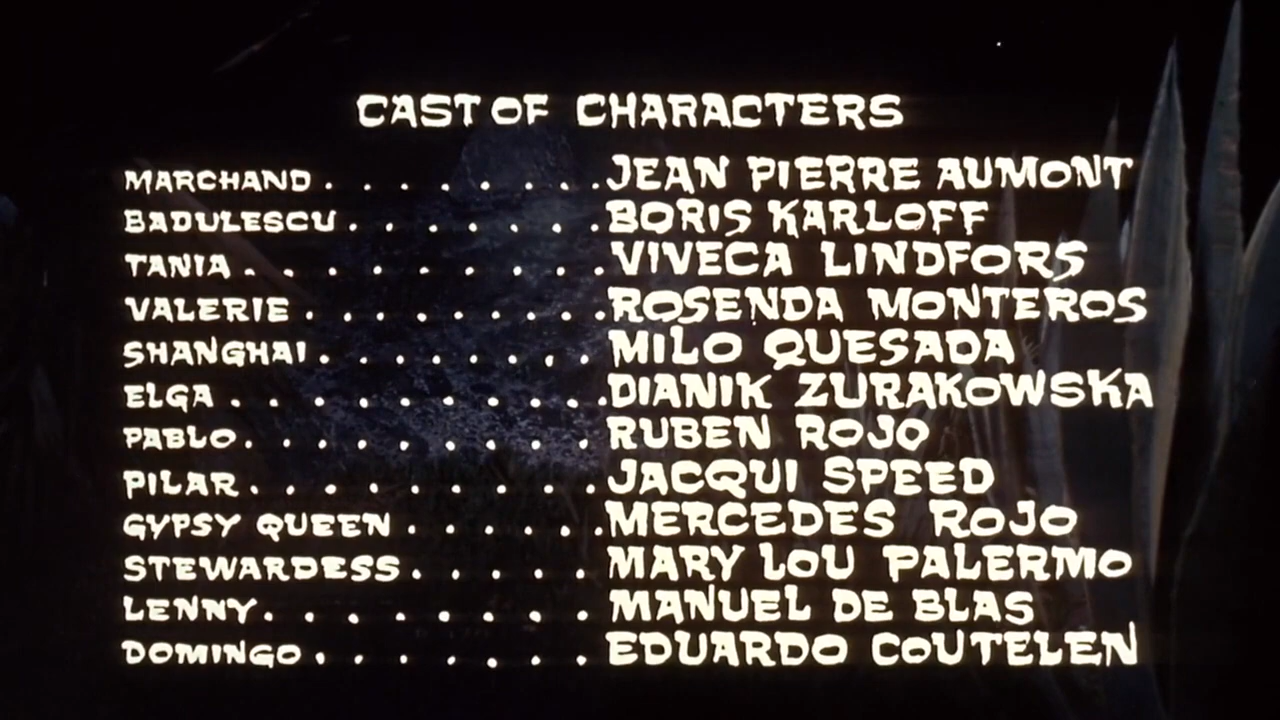 CAST OF CHARACTERS
MARCHAND . . . . . . . . JEAN PIERRE AUMONT
BADULESCU . . . . . . . BORIS KARLOFF
TANIA . . . . . . . . . . VIVECA LINDFORS
VALERIE . . . . . . . . . ROSENDA MONTEROS
SHANGHAI . . . . . . . . MILO QUESADA
ELGA . . . . . . . . . . DIANIK ZURAKOWSKA
PABLO . . . . . . . . . RUBEN ROJO
PILAR . . . . . . . . . JACQUI SPEED
GYPSY QUEEN . . . . . . MERCEDES ROJO
STEWARDESS . . . . . MARY LOU PALERMO
LENNY . . . . . . . . MANUEL DE BLAS
DOMINGO . . . . . . . EDUARDO COUTELEN